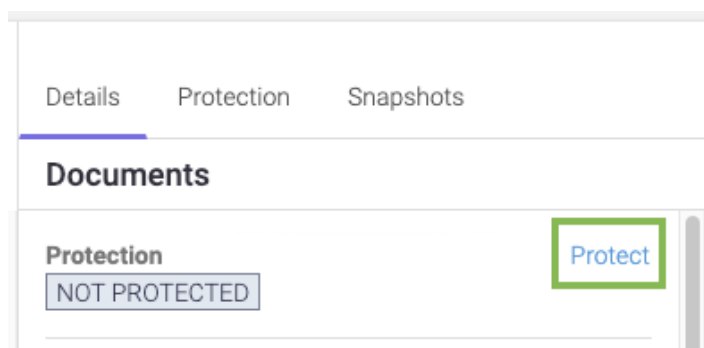 Details Protection Snapshots
Documents
Protection Protect
NOT PROTECTED